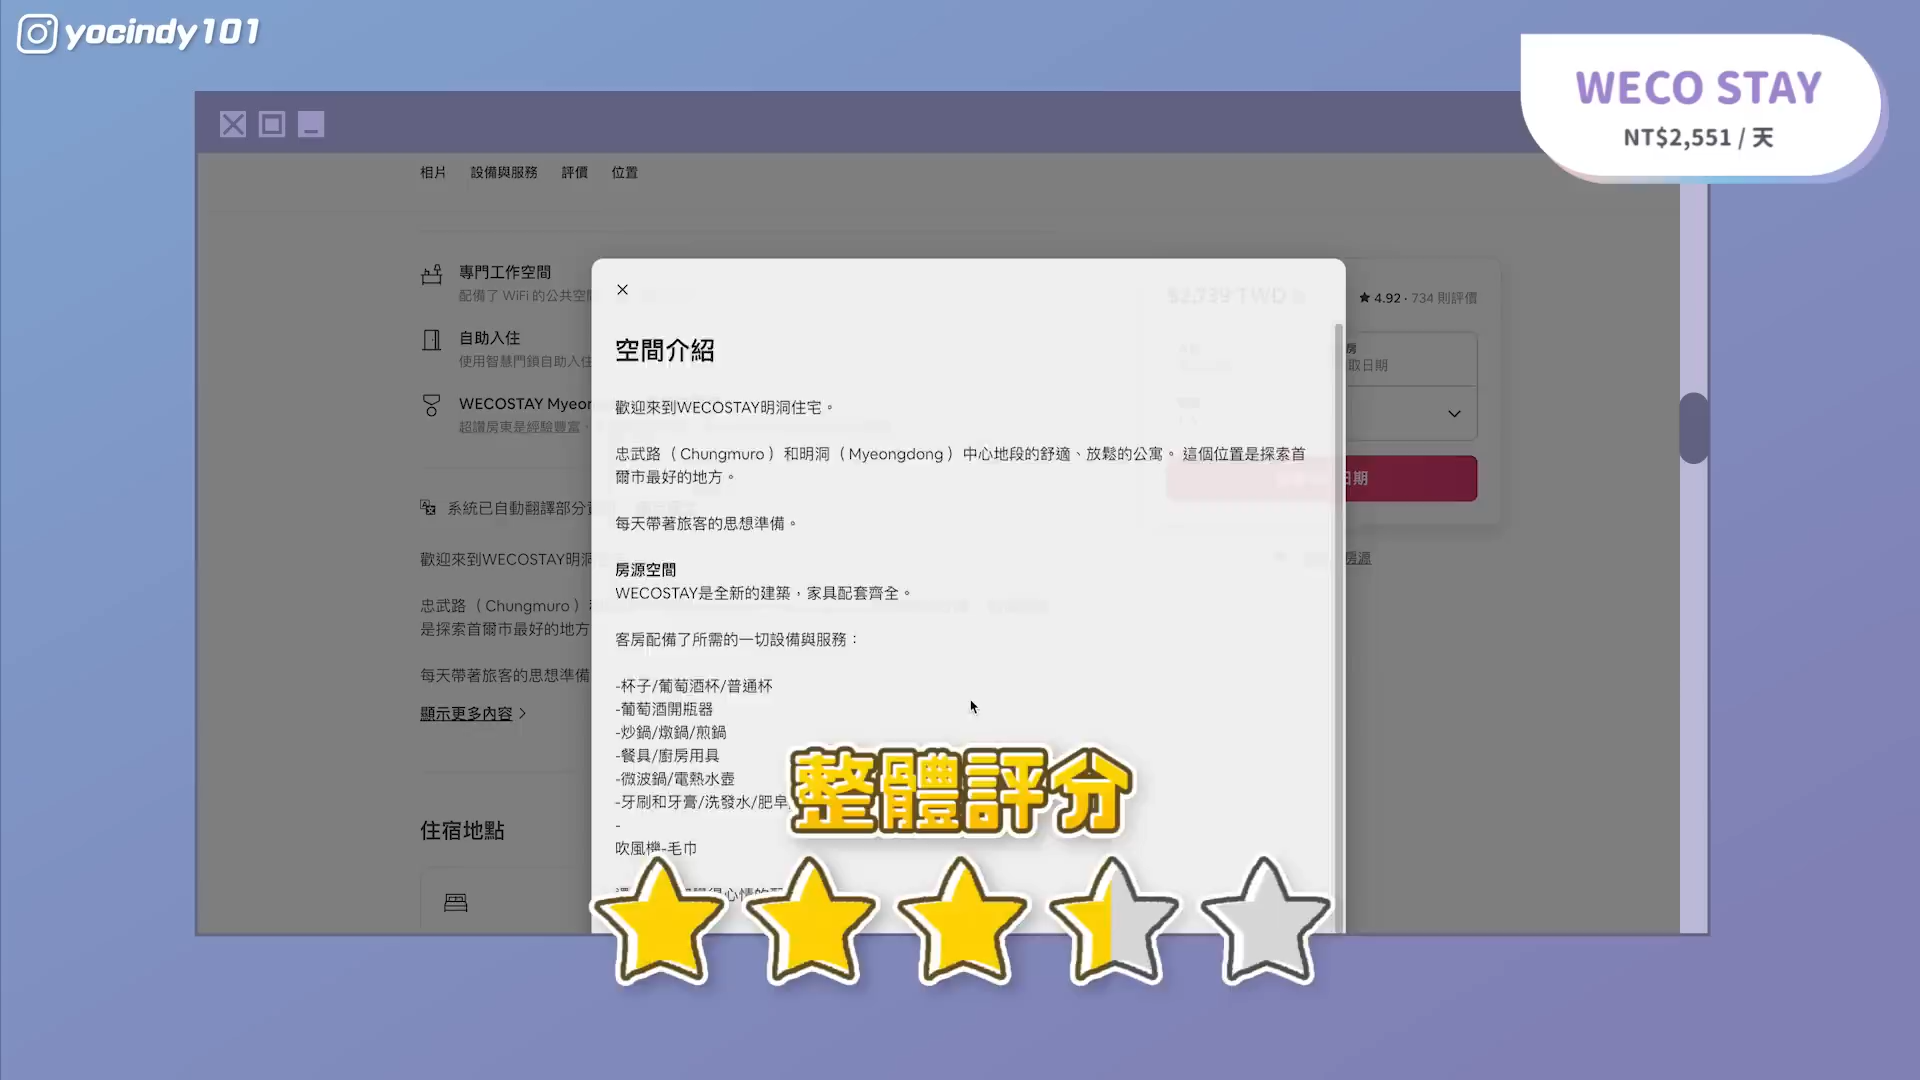 yocindy101
WECO STAY
NT$2,551 / 天
相片 設備與服務 評價 位置
專門工作空間
配備了 WiFi 的公共空間
自助入住
使用智慧門鎖自助入住
WECOSTAY Myeon
超讚房東是經驗豐富、
系統已自動翻譯部分資
歡迎來到WECOSTAY明洞
忠武路（Chungmuro）
是探索首爾市最好的地方
每天帶著旅客的思想準備
顯示更多內容
住宿地點
$2,739 TWD
4.92 · 734 則評價
房
取日期
日期
房源
空間介紹
歡迎來到WECOSTAY明洞住宅。
忠武路（Chungmuro）和明洞（Myeongdong）中心地段的舒適、放鬆的公寓。 這個位置是探索首
爾市最好的地方。
每天帶著旅客的思想準備。
房源空間
WECOSTAY是全新的建築，家具配套齊全。
客房配備了所需的一切設備與服務：
-杯子/葡萄酒杯/普通杯
-葡萄酒開瓶器
-炒鍋/燉鍋/煎鍋
-餐具/廚房用具
-微波鍋/電熱水壺
-牙刷和牙膏/洗發水/肥皂
-
吹風機-毛巾
整體評分